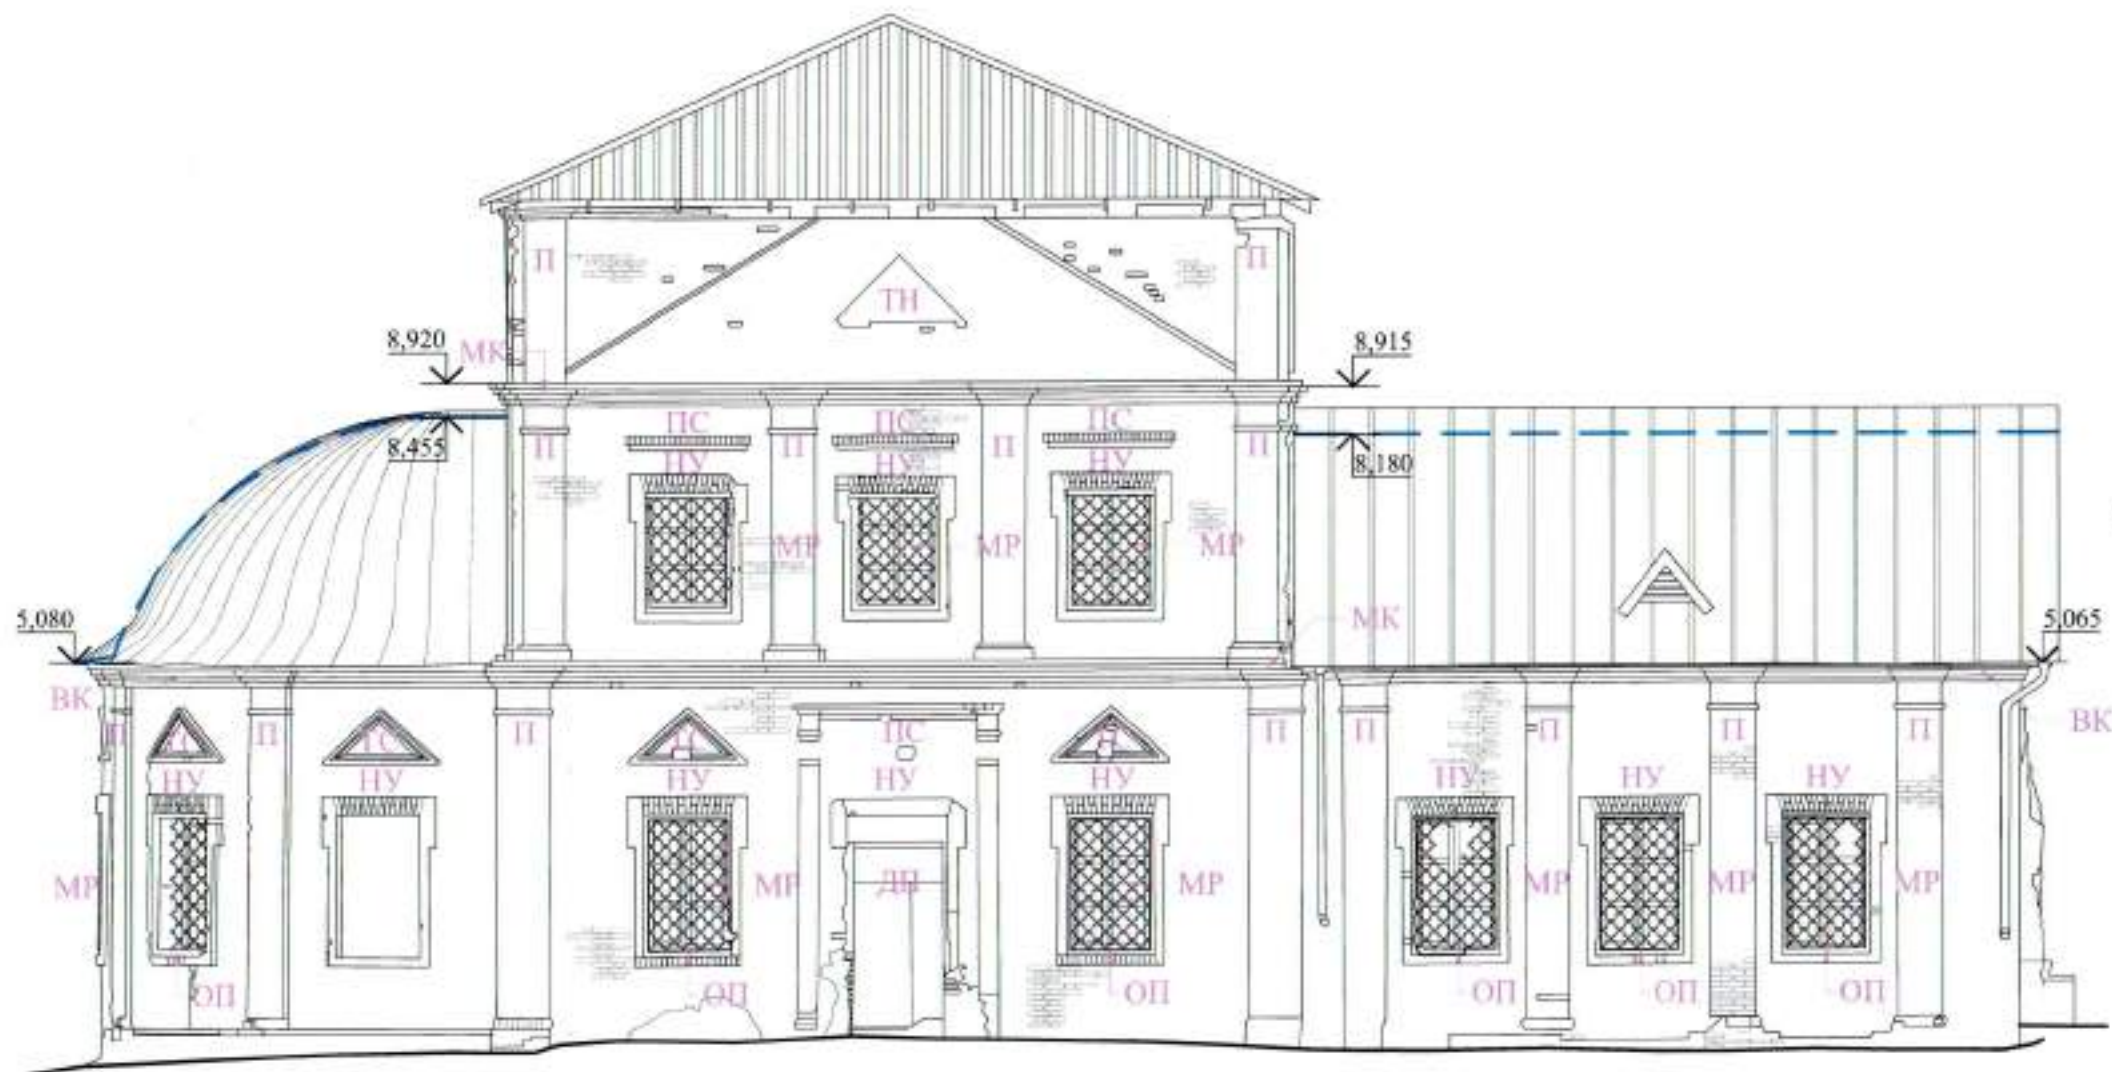 П
П
ТН
8,920
МК
8,915
ПС
ПС
ПС
П
П
П
П
8,455
НУ
НУ
НУ
8,180
МР
МР
МР
5,080
МК
5,065
ВК
П
П
П
ПС
П
П
П
П
П
ВК
НУ
НУ
НУ
НУ
НУ
НУ
НУ
НУ
МР
МР
ДП
МР
МР
МР
МР
ОП
ОП
ОП
ОП
ОП
ОП